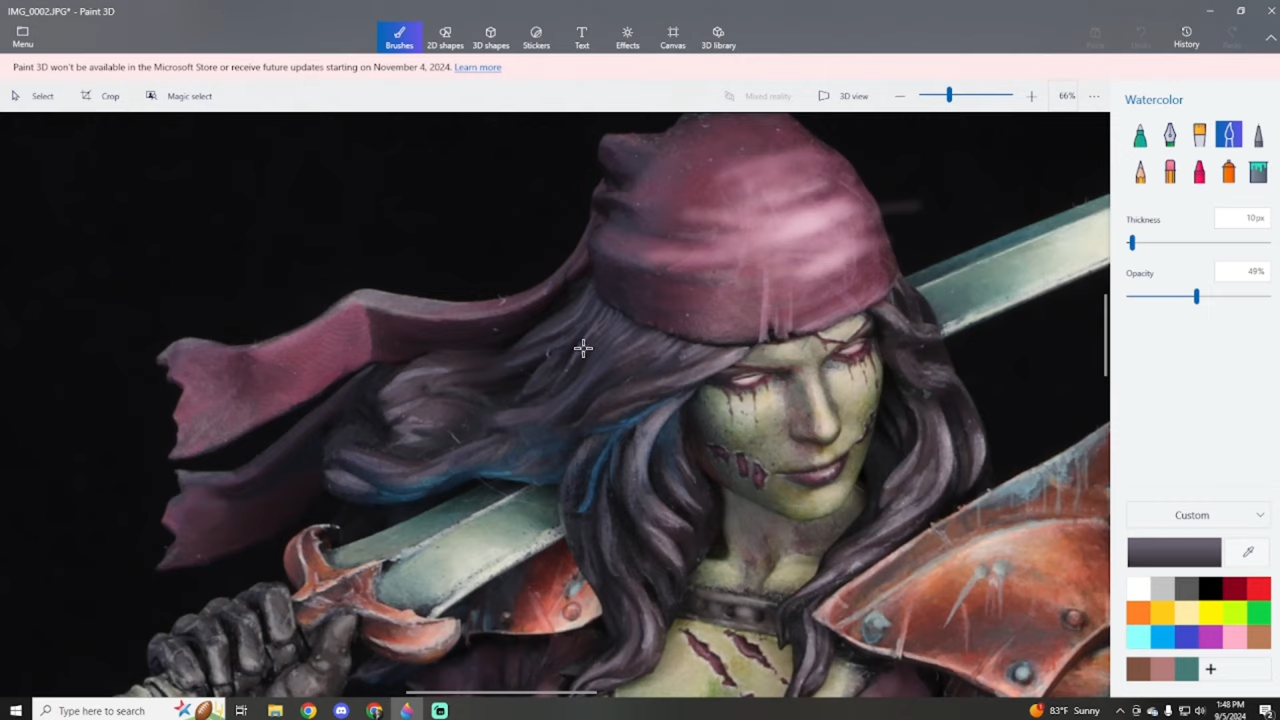 IMG_0002.JPG* - Paint 3D
Menu
Brushes
2D shapes
3D shapes
Stickers
Text
Effects
Canvas
3D library
Paste
Undo
History
Redo
Paint 3D won't be available in the Microsoft Store or receive future updates starting on November 4, 2024. Learn more
Select
Crop
Magic select
Mixed reality
3D view
66%
Watercolor
Thickness
10px
Opacity
49%
Custom
Type here to search
83°F Sunny
1:48 PM
9/5/2024